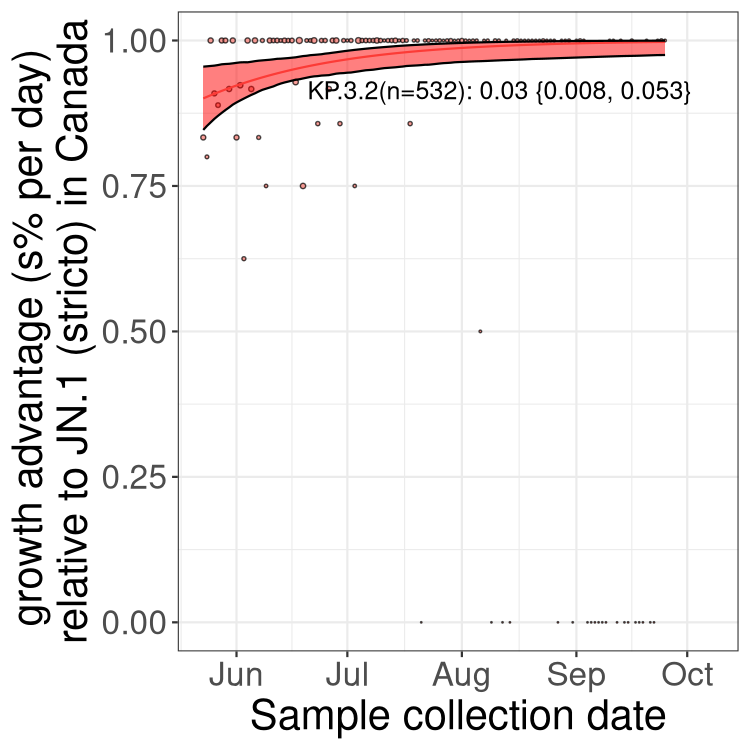 growth advantage (s% per day)
relative to JN.1 (stricto) in Canada
1.00
0.75
0.50
0.25
0.00
KP.3.2(n=532): 0.03 {0.008, 0.053}
Jun Jul Aug Sep Oct
Sample collection date